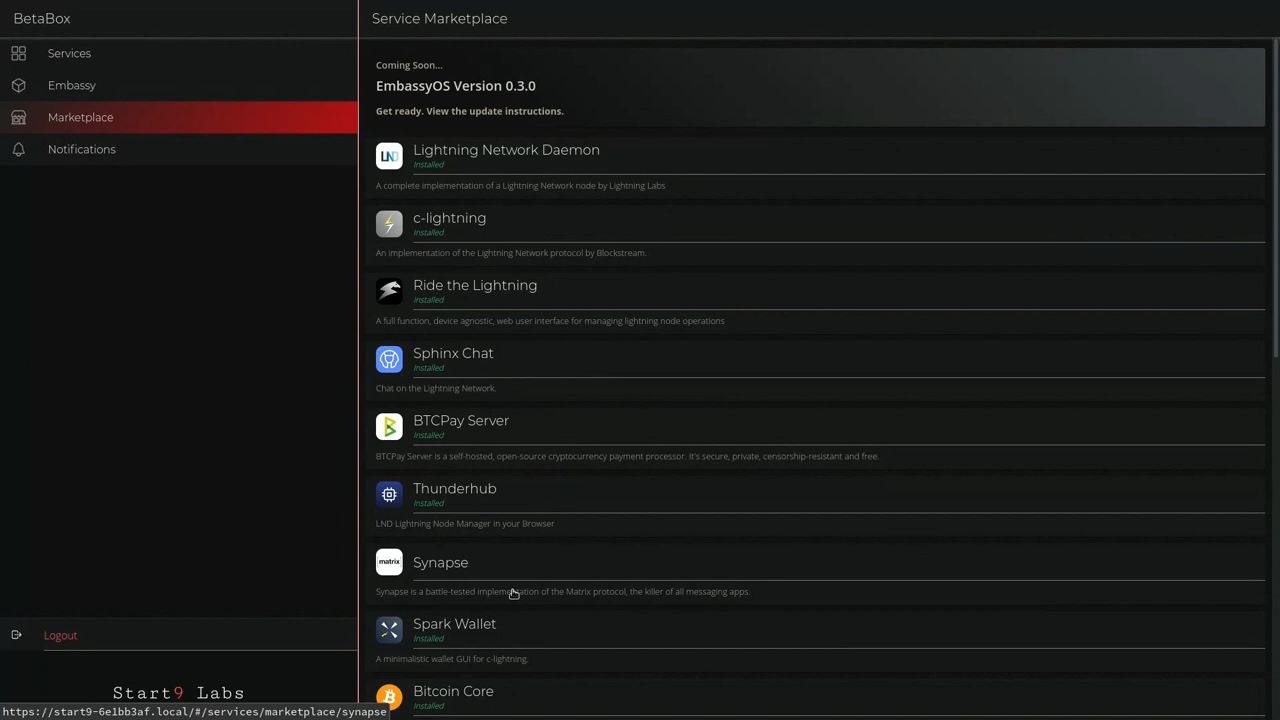 BetaBox
Services
Embassy
Marketplace
Notifications
Logout
Start9 Labs
https://start9-6e1bb3af.local/#/services/marketplace/synapse
Service Marketplace
Coming Soon...
EmbassyOS Version 0.3.0
Get ready. View the update instructions.
LND
Lightning Network Daemon
Installed
A complete implementation of a Lightning Network node by Lightning Labs
c-lightning
Installed
An implementation of the Lightning Network protocol by Blockstream.
Ride the Lightning
Installed
A full function, device agnostic, web user interface for managing lightning node operations
Sphinx Chat
Installed
Chat on the Lightning Network.
BTCPay Server
Installed
BTCPay Server is a self-hosted, open-source cryptocurrency payment processor. It's secure, private, censorship-resistant and free.
Thunderhub
Installed
LND Lightning Node Manager in your Browser
matrix
Synapse
Synapse is a battle-tested implementation of the Matrix protocol, the killer of all messaging apps.
Spark Wallet
Installed
A minimalistic wallet GUI for c-lightning.
Bitcoin Core
Installed